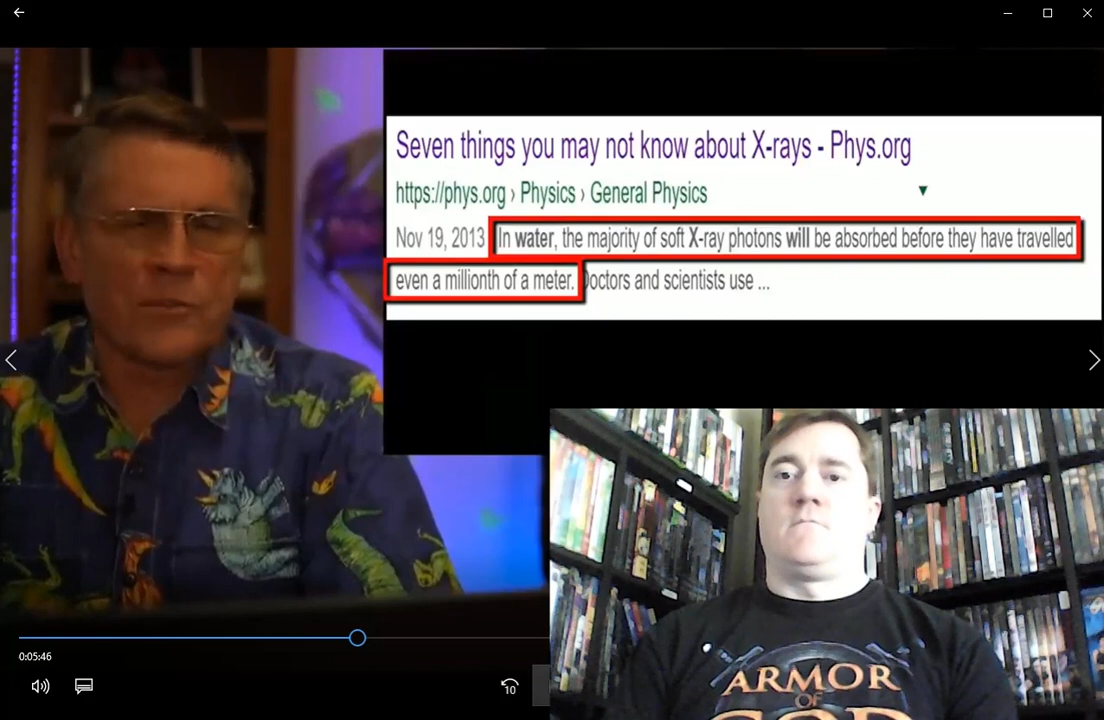 Seven things you may not know about X-rays - Phys.org
https://phys.org › Physics › General Physics
Nov 19, 2013 In water, the majority of soft X-ray photons will be absorbed before they have travelled
even a millionth of a meter. Doctors and scientists use ...
0:05:46
10
ARMOR
OF
GOD